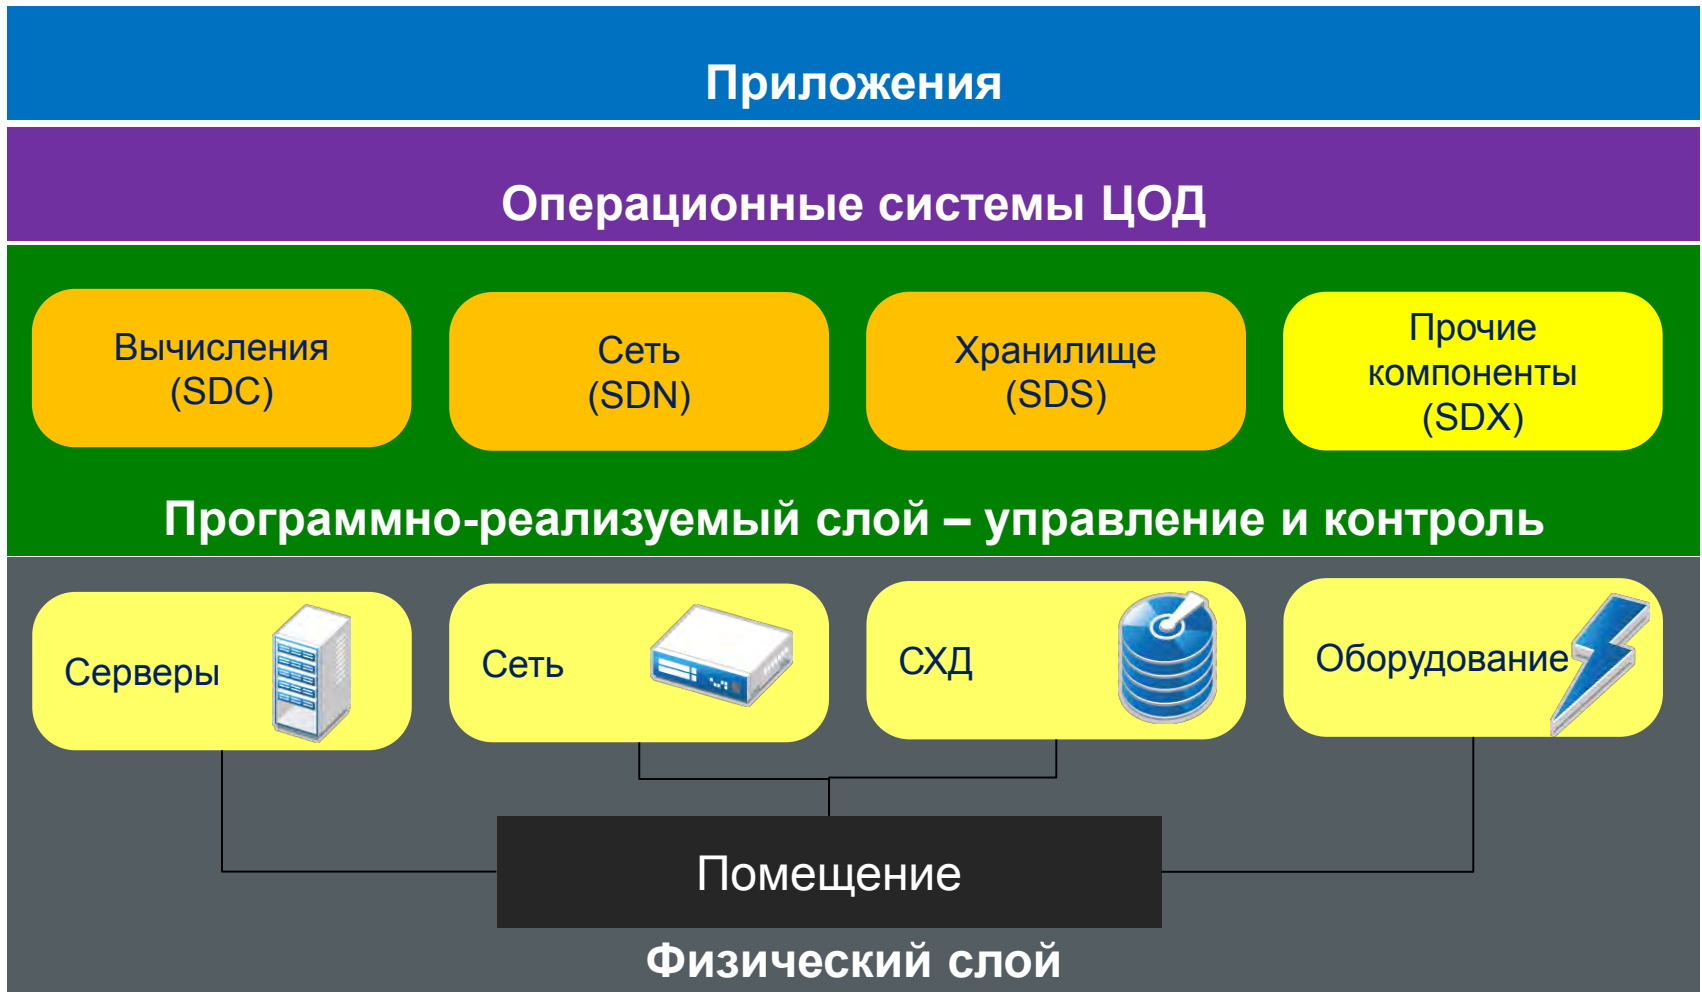 Приложения
Операционные системы ЦОД
Вычисления
(SDC)
Сеть
(SDN)
Хранилище
(SDS)
Прочие
компоненты
(SDX)
Программно-реализуемый слой – управление и контроль
Серверы
Сеть
СХД
Оборудование
Помещение
Физический слой